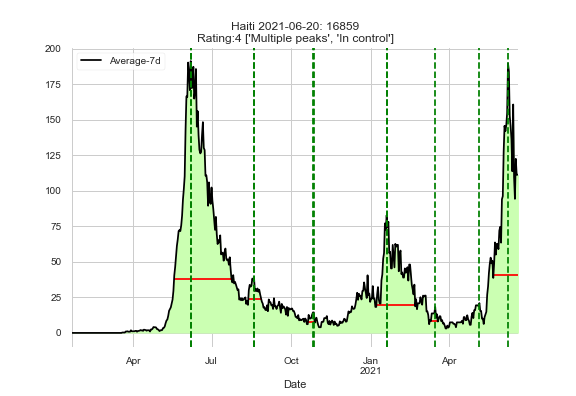 Haiti 2021-06-20: 16859
Rating:4 ['Multiple peaks', 'In control']
200
175
150
125
100
75
50
25
0
Average-7d
Apr
Jul
Oct
Jan
2021
Apr
Date